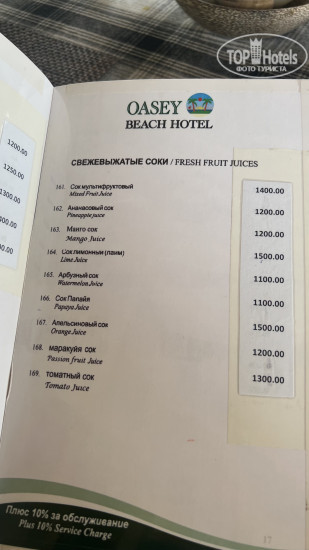 TOPHotels
ФОТО ТУРИСТА
OASEY
BEACH HOTEL
СВЕЖЕВЫЖАТЫЕ СОКИ / FRESH FRUIT JUICES
161. Сок мультифруктовый 1400.00
Mixed Fruit Juice
162. Ананасовый сок 1200.00
Pineapple juice
163. Манго сок 1200.00
Mango Juice
164. Сок лимонный (лайм) 1500.00
Lime Juice
165. Арбузный сок 1100.00
Watermelon Juice
166. Сок Папайя 1100.00
Papaya Juice
167. Апельсиновый сок 1500.00
Orange Juice
168. маракуйя сок 1200.00
Passion fruit Juice
169. томатный сок 1300.00
Tomato Juice
1200.00
1250.00
1300.00
Плюс 10% за обслуживание
Plus 10% Service Charge
17